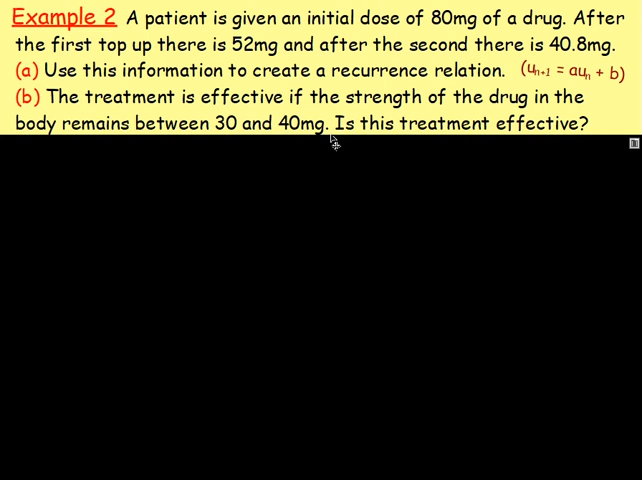 Example 2 A patient is given an initial dose of 80mg of a drug. After
the first top up there is 52mg and after the second there is 40.8mg.
(a) Use this information to create a recurrence relation. (uₙ₊₁ = auₙ + b)
(b) The treatment is effective if the strength of the drug in the
body remains between 30 and 40mg. Is this treatment effective?